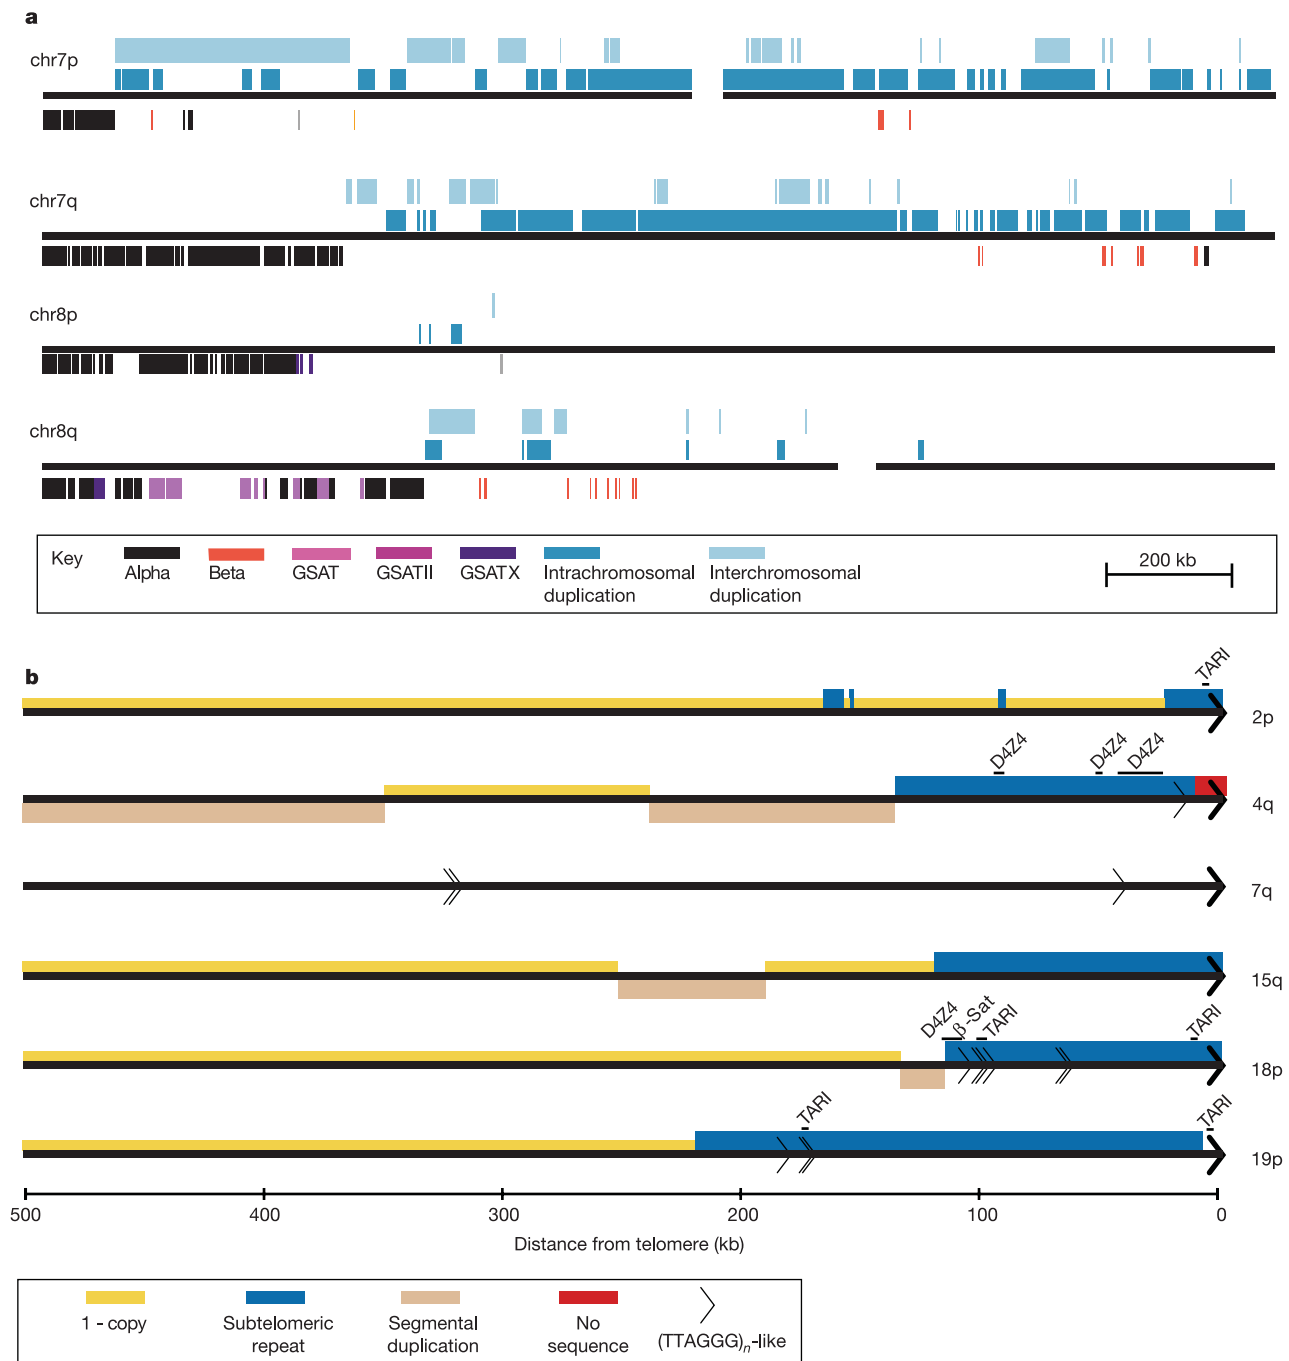 a
chr7p
chr7q
chr8p
chr8q
Key
Alpha
Beta
GSAT
GSATII
GSATX
Intrachromosomal
duplication
Interchromosomal
duplication
200 kb
b
TARI
2p
D4Z4
D4Z4
D4Z4
4q
7q
15q
D4Z4
β-Sat
TARI
TARI
18p
TARI
TARI
19p
500 400 300 200 100 0
Distance from telomere (kb)
1 - copy
Subtelomeric
repeat
Segmental
duplication
No
sequence
(TTAGGG)n-like